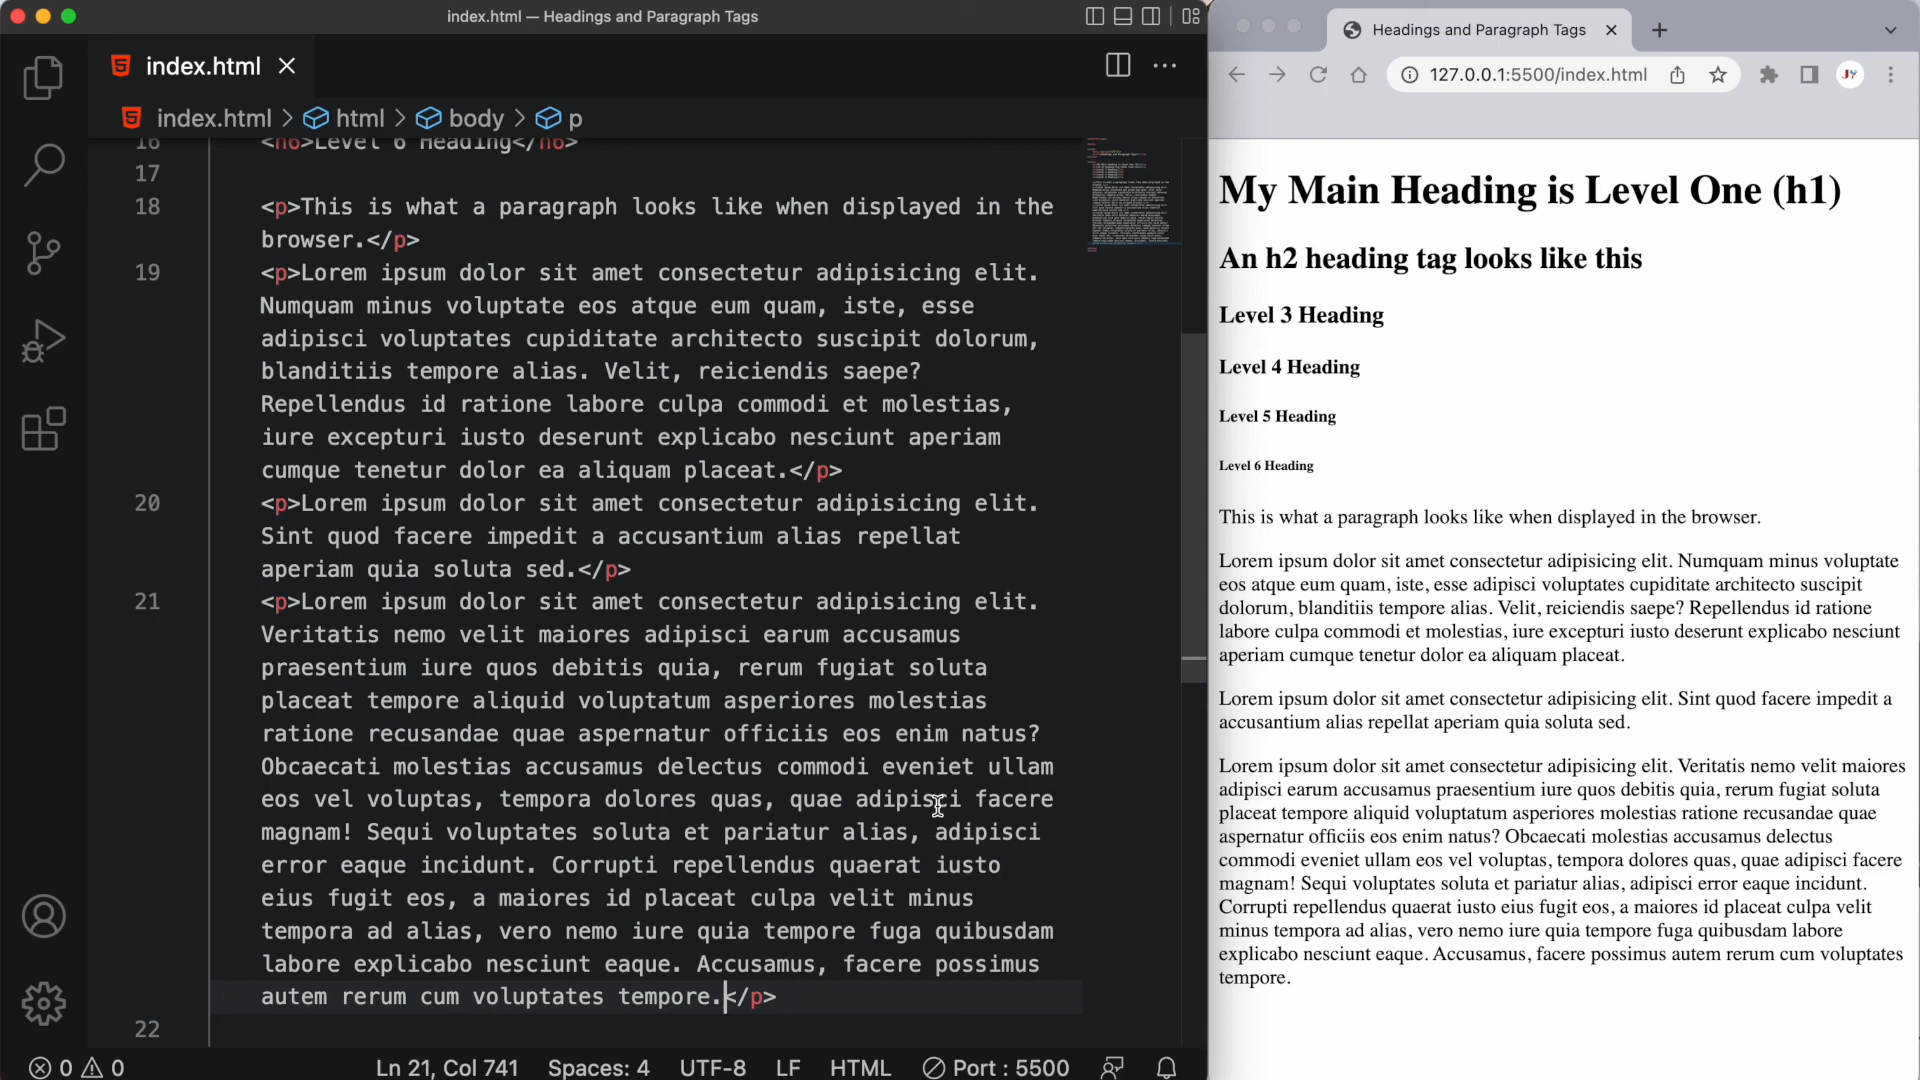 index.html — Headings and Paragraph Tags
index.html
index.html > html > body > p
16 <h6>Level 6 Heading</h6>
17
18 <p>This is what a paragraph looks like when displayed in the
browser.</p>
19 <p>Lorem ipsum dolor sit amet consectetur adipisicing elit.
Numquam minus voluptate eos atque eum quam, iste, esse
adipisci voluptates cupiditate architecto suscipit dolorum,
blanditiis tempore alias. Velit, reiciendis saepe?
Repellendus id ratione labore culpa commodi et molestias,
iure excepturi iusto deserunt explicabo nesciunt aperiam
cumque tenetur dolor ea aliquam placeat.</p>
20 <p>Lorem ipsum dolor sit amet consectetur adipisicing elit.
Sint quod facere impedit a accusantium alias repellat
aperiam quia soluta sed.</p>
21 <p>Lorem ipsum dolor sit amet consectetur adipisicing elit.
Veritatis nemo velit maiores adipisci earum accusamus
praesentium iure quos debitis quia, rerum fugiat soluta
placeat tempore aliquid voluptatum asperiores molestias
ratione recusandae quae aspernatur officiis eos enim natus?
Obcaecati molestias accusamus delectus commodi eveniet ullam
eos vel voluptas, tempora dolores quas, quae adipisci facere
magnam! Sequi voluptates soluta et pariatur alias, adipisci
error eaque incidunt. Corrupti repellendus quaerat iusto
eius fugit eos, a maiores id placeat culpa velit minus
tempora ad alias, vero nemo iure quia tempore fuga quibusdam
labore explicabo nesciunt eaque. Accusamus, facere possimus
autem rerum cum voluptates tempore.</p>
22
0 0 Ln 21, Col 741 Spaces: 4 UTF-8 LF HTML Port : 5500
Headings and Paragraph Tags
127.0.0.1:5500/index.html
My Main Heading is Level One (h1)
An h2 heading tag looks like this
Level 3 Heading
Level 4 Heading
Level 5 Heading
Level 6 Heading
This is what a paragraph looks like when displayed in the browser.
Lorem ipsum dolor sit amet consectetur adipisicing elit. Numquam minus voluptate
eos atque eum quam, iste, esse adipisci voluptates cupiditate architecto suscipit
dolorum, blanditiis tempore alias. Velit, reiciendis saepe? Repellendus id ratione
labore culpa commodi et molestias, iure excepturi iusto deserunt explicabo nesciunt
aperiam cumque tenetur dolor ea aliquam placeat.
Lorem ipsum dolor sit amet consectetur adipisicing elit. Sint quod facere impedit a
accusantium alias repellat aperiam quia soluta sed.
Lorem ipsum dolor sit amet consectetur adipisicing elit. Veritatis nemo velit maiores
adipisci earum accusamus praesentium iure quos debitis quia, rerum fugiat soluta
placeat tempore aliquid voluptatum asperiores molestias ratione recusandae quae
aspernatur officiis eos enim natus? Obcaecati molestias accusamus delectus
commodi eveniet ullam eos vel voluptas, tempora dolores quas, quae adipisci facere
magnam! Sequi voluptates soluta et pariatur alias, adipisci error eaque incidunt.
Corrupti repellendus quaerat iusto eius fugit eos, a maiores id placeat culpa velit
minus tempora ad alias, vero nemo iure quia tempore fuga quibusdam labore
explicabo nesciunt eaque. Accusamus, facere possimus autem rerum cum voluptates
tempore.